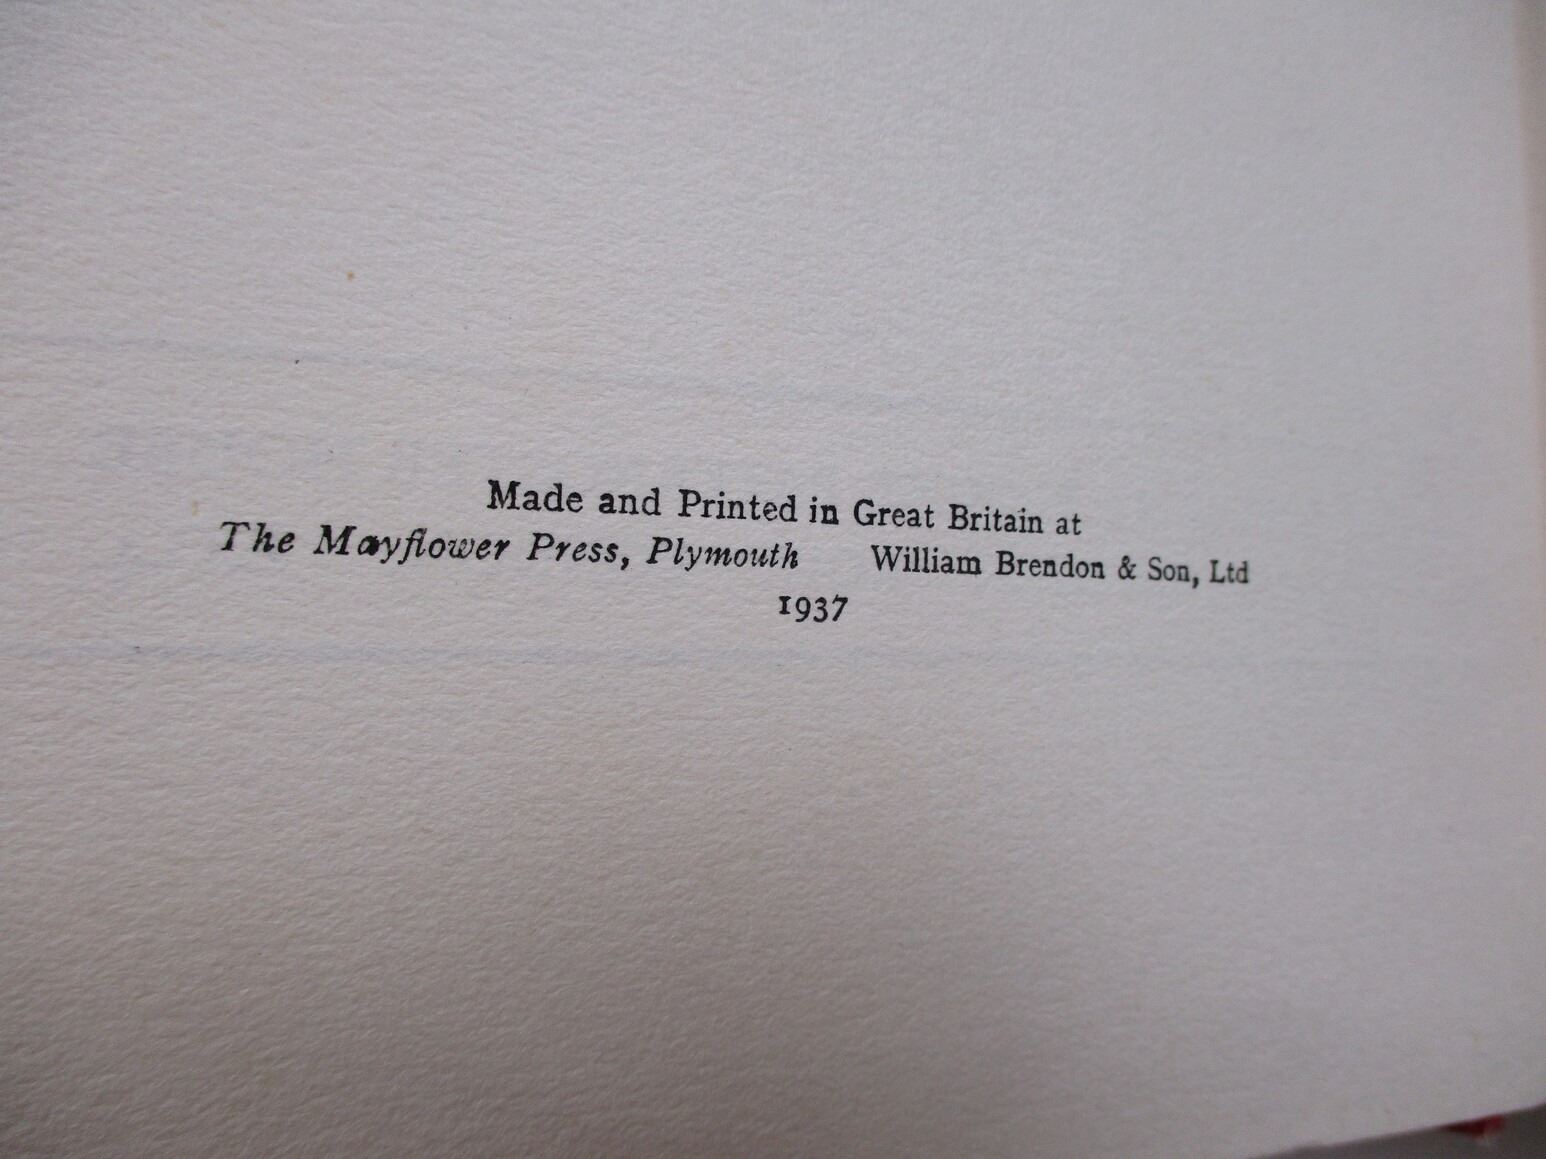 Made and Printed in Great Britain at
The Mayflower Press, Plymouth William Brendon & Son, Ltd
1937